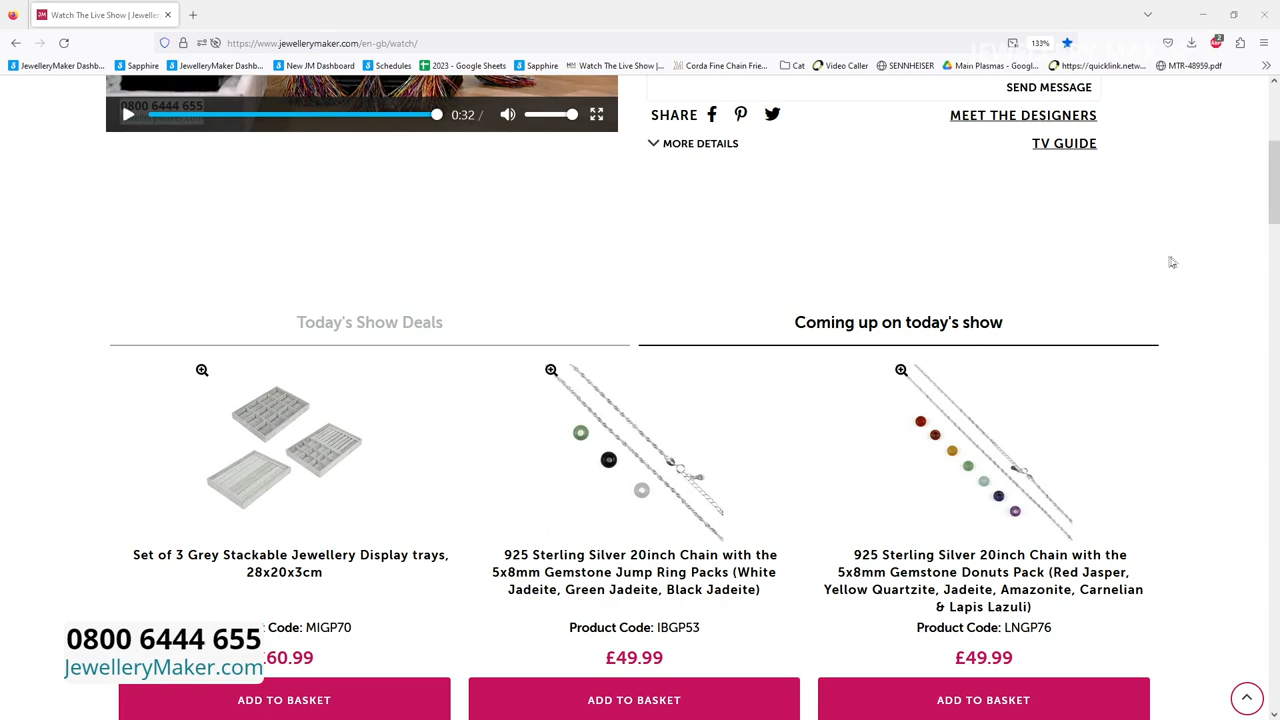 Watch The Live Show | Jeweller
https://www.jewellerymaker.com/en-gb/watch/
133%
2
JewelleryMaker Dashb...
Sapphire
JewelleryMaker Dashb...
New JM Dashboard
Schedules
2023 - Google Sheets
Sapphire
Watch The Live Show |...
Corda Fine Chain Frie...
Cat
Video Caller
SENNHEISER
Main Plasmas - Googl...
https://quicklink.netw...
MTR-48959.pdf
0800 6444 655
0:32 /
SEND MESSAGE
SHARE
MEET THE DESIGNERS
MORE DETAILS
TV GUIDE
Today's Show Deals
Coming up on today's show
Set of 3 Grey Stackable Jewellery Display trays,
28x20x3cm
Code: MIGP70
60.99
ADD TO BASKET
925 Sterling Silver 20inch Chain with the
5x8mm Gemstone Jump Ring Packs (White
Jadeite, Green Jadeite, Black Jadeite)
Product Code: IBGP53
£49.99
ADD TO BASKET
925 Sterling Silver 20inch Chain with the
5x8mm Gemstone Donuts Pack (Red Jasper,
Yellow Quartzite, Jadeite, Amazonite, Carnelian
& Lapis Lazuli)
Product Code: LNGP76
£49.99
ADD TO BASKET
0800 6444 655
JewelleryMaker.com